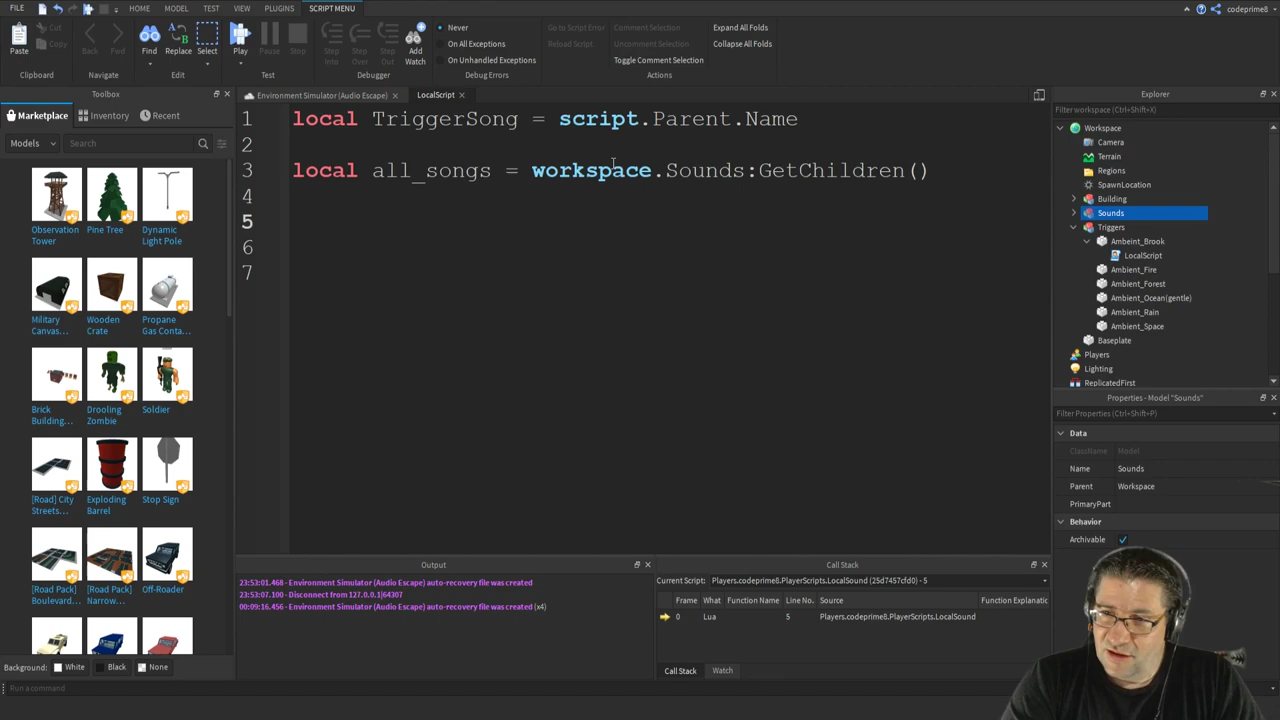 FILE HOME MODEL TEST VIEW PLUGINS SCRIPT MENU codeprime8
Paste Cut Copy Back Find Replace Select Play Pause Stop Step Into Step Over Step Out Add Watch
Fwd
Never
On All Exceptions
On Unhandled Exceptions
Go to Script Error
Reload Script
Comment Selection
Uncomment Selection
Toggle Comment Selection
Expand All Folds
Collapse All Folds
Clipboard Navigate Edit Test Debugger Debug Errors Actions
Toolbox
Marketplace Inventory Recent
Models Search
Observation Tower
Pine Tree
Dynamic Light Pole
Military Canvas...
Wooden Crate
Propane Gas Conta...
Brick Building...
Drooling Zombie
Soldier
[Road] City Streets...
Exploding Barrel
Stop Sign
[Road Pack] Boulevard...
[Road Pack] Narrow...
Off-Roader
Background: White Black None
Run a command
Environment Simulator (Audio Escape) × LocalScript ×
1 local TriggerSong = script.Parent.Name
2
3 local all_songs = workspace.Sounds:GetChildren()
4
5
6
7
Output
23:53:01.468 - Environment Simulator (Audio Escape) auto-recovery file was created
23:53:07.100 - Disconnect from 127.0.0.1|64307
00:09:16.456 - Environment Simulator (Audio Escape) auto-recovery file was created (x4)
Call Stack
Current Script: Players.codeprime8.PlayerScripts.LocalSound (25d7457cfd0) - 5
Frame What Function Name Line No. Source Function Explanatic
0 Lua 5 Players.codeprime8.PlayerScripts.LocalSound
Call Stack Watch
Explorer
Filter workspace (Ctrl+Shift+X)
Workspace
Camera
Terrain
Regions
SpawnLocation
Building
Sounds
Triggers
Ambeint_Brook
LocalScript
Ambient_Fire
Ambient_Forest
Ambient_Ocean(gentle)
Ambient_Rain
Ambient_Space
Baseplate
Players
Lighting
ReplicatedFirst
Properties - Model "Sounds"
Filter Properties (Ctrl+Shift+P)
Data
ClassName Model
Name Sounds
Parent Workspace
PrimaryPart
Behavior
Archivable